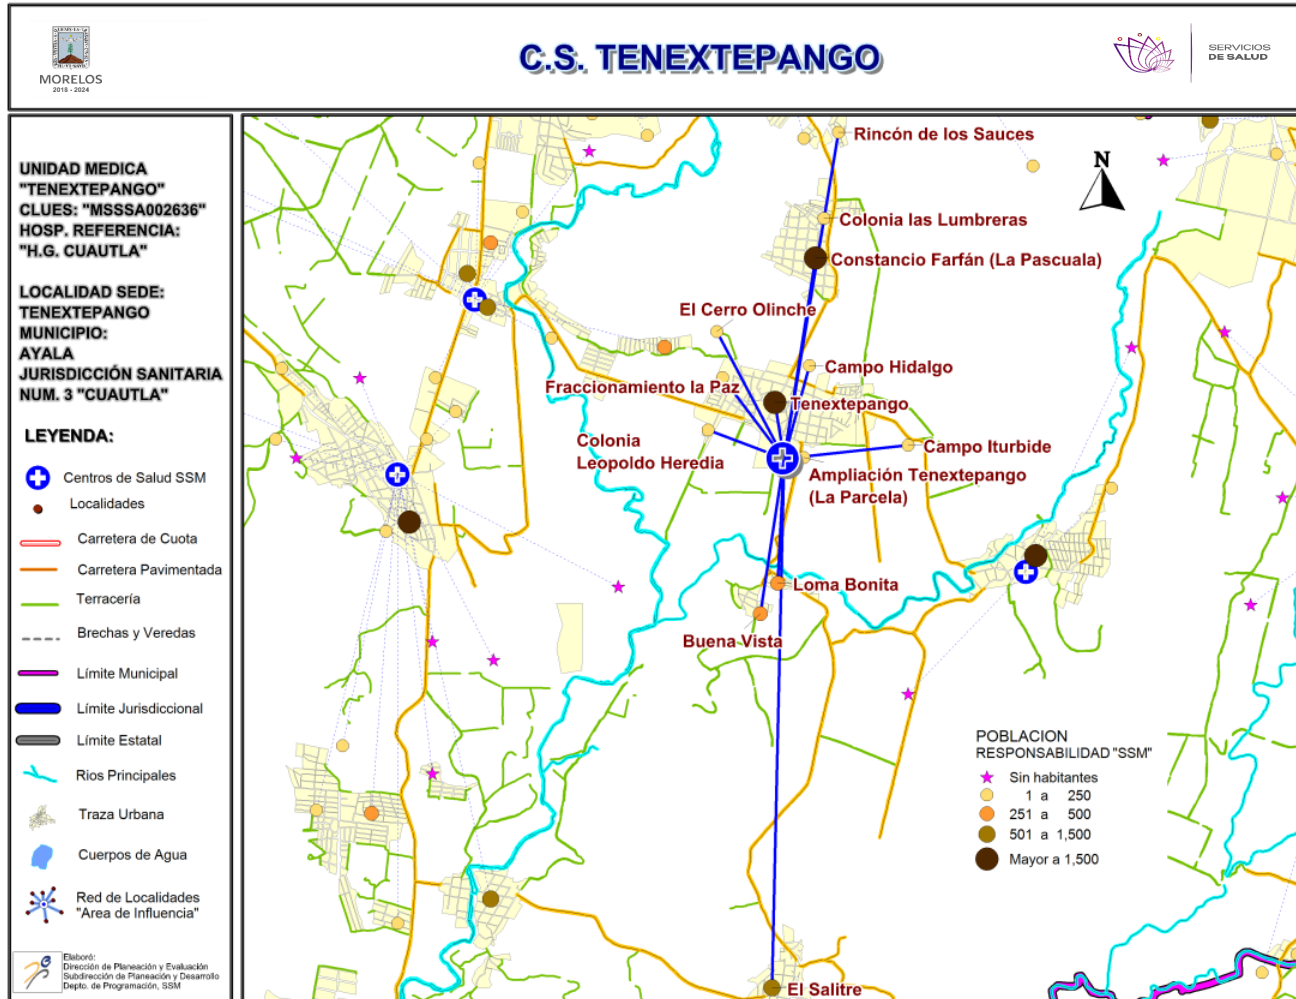 MORELOS
2018 - 2024
C.S. TENEXTEPANGO
SERVICIOS
DE SALUD
UNIDAD MEDICA
"TENEXTEPANGO"
CLUES: "MSSSA002636"
HOSP. REFERENCIA:
"H.G. CUAUTLA"
LOCALIDAD SEDE:
TENEXTEPANGO
MUNICIPIO:
AYALA
JURISDICCIÓN SANITARIA
NUM. 3 "CUAUTLA"
LEYENDA:
Centros de Salud SSM
Localidades
Carretera de Cuota
Carretera Pavimentada
Terracería
Brechas y Veredas
Límite Municipal
Límite Jurisdiccional
Límite Estatal
Rios Principales
Traza Urbana
Cuerpos de Agua
Red de Localidades
"Area de Influencia"
Elaboró:
Dirección de Planeación y Evaluación
Subdirección de Planeación y Desarrollo
Depto. de Programación, SSM
Rincón de los Sauces
N
Colonia las Lumbreras
Constancio Farfán (La Pascuala)
El Cerro Olinche
Campo Hidalgo
Fraccionamiento la Paz
Tenextepango
Colonia
Leopoldo Heredia
Campo Iturbide
Ampliación Tenextepango
(La Parcela)
Loma Bonita
Buena Vista
El Salitre
POBLACION
RESPONSABILIDAD "SSM"
Sin habitantes
1 a 250
251 a 500
501 a 1,500
Mayor a 1,500